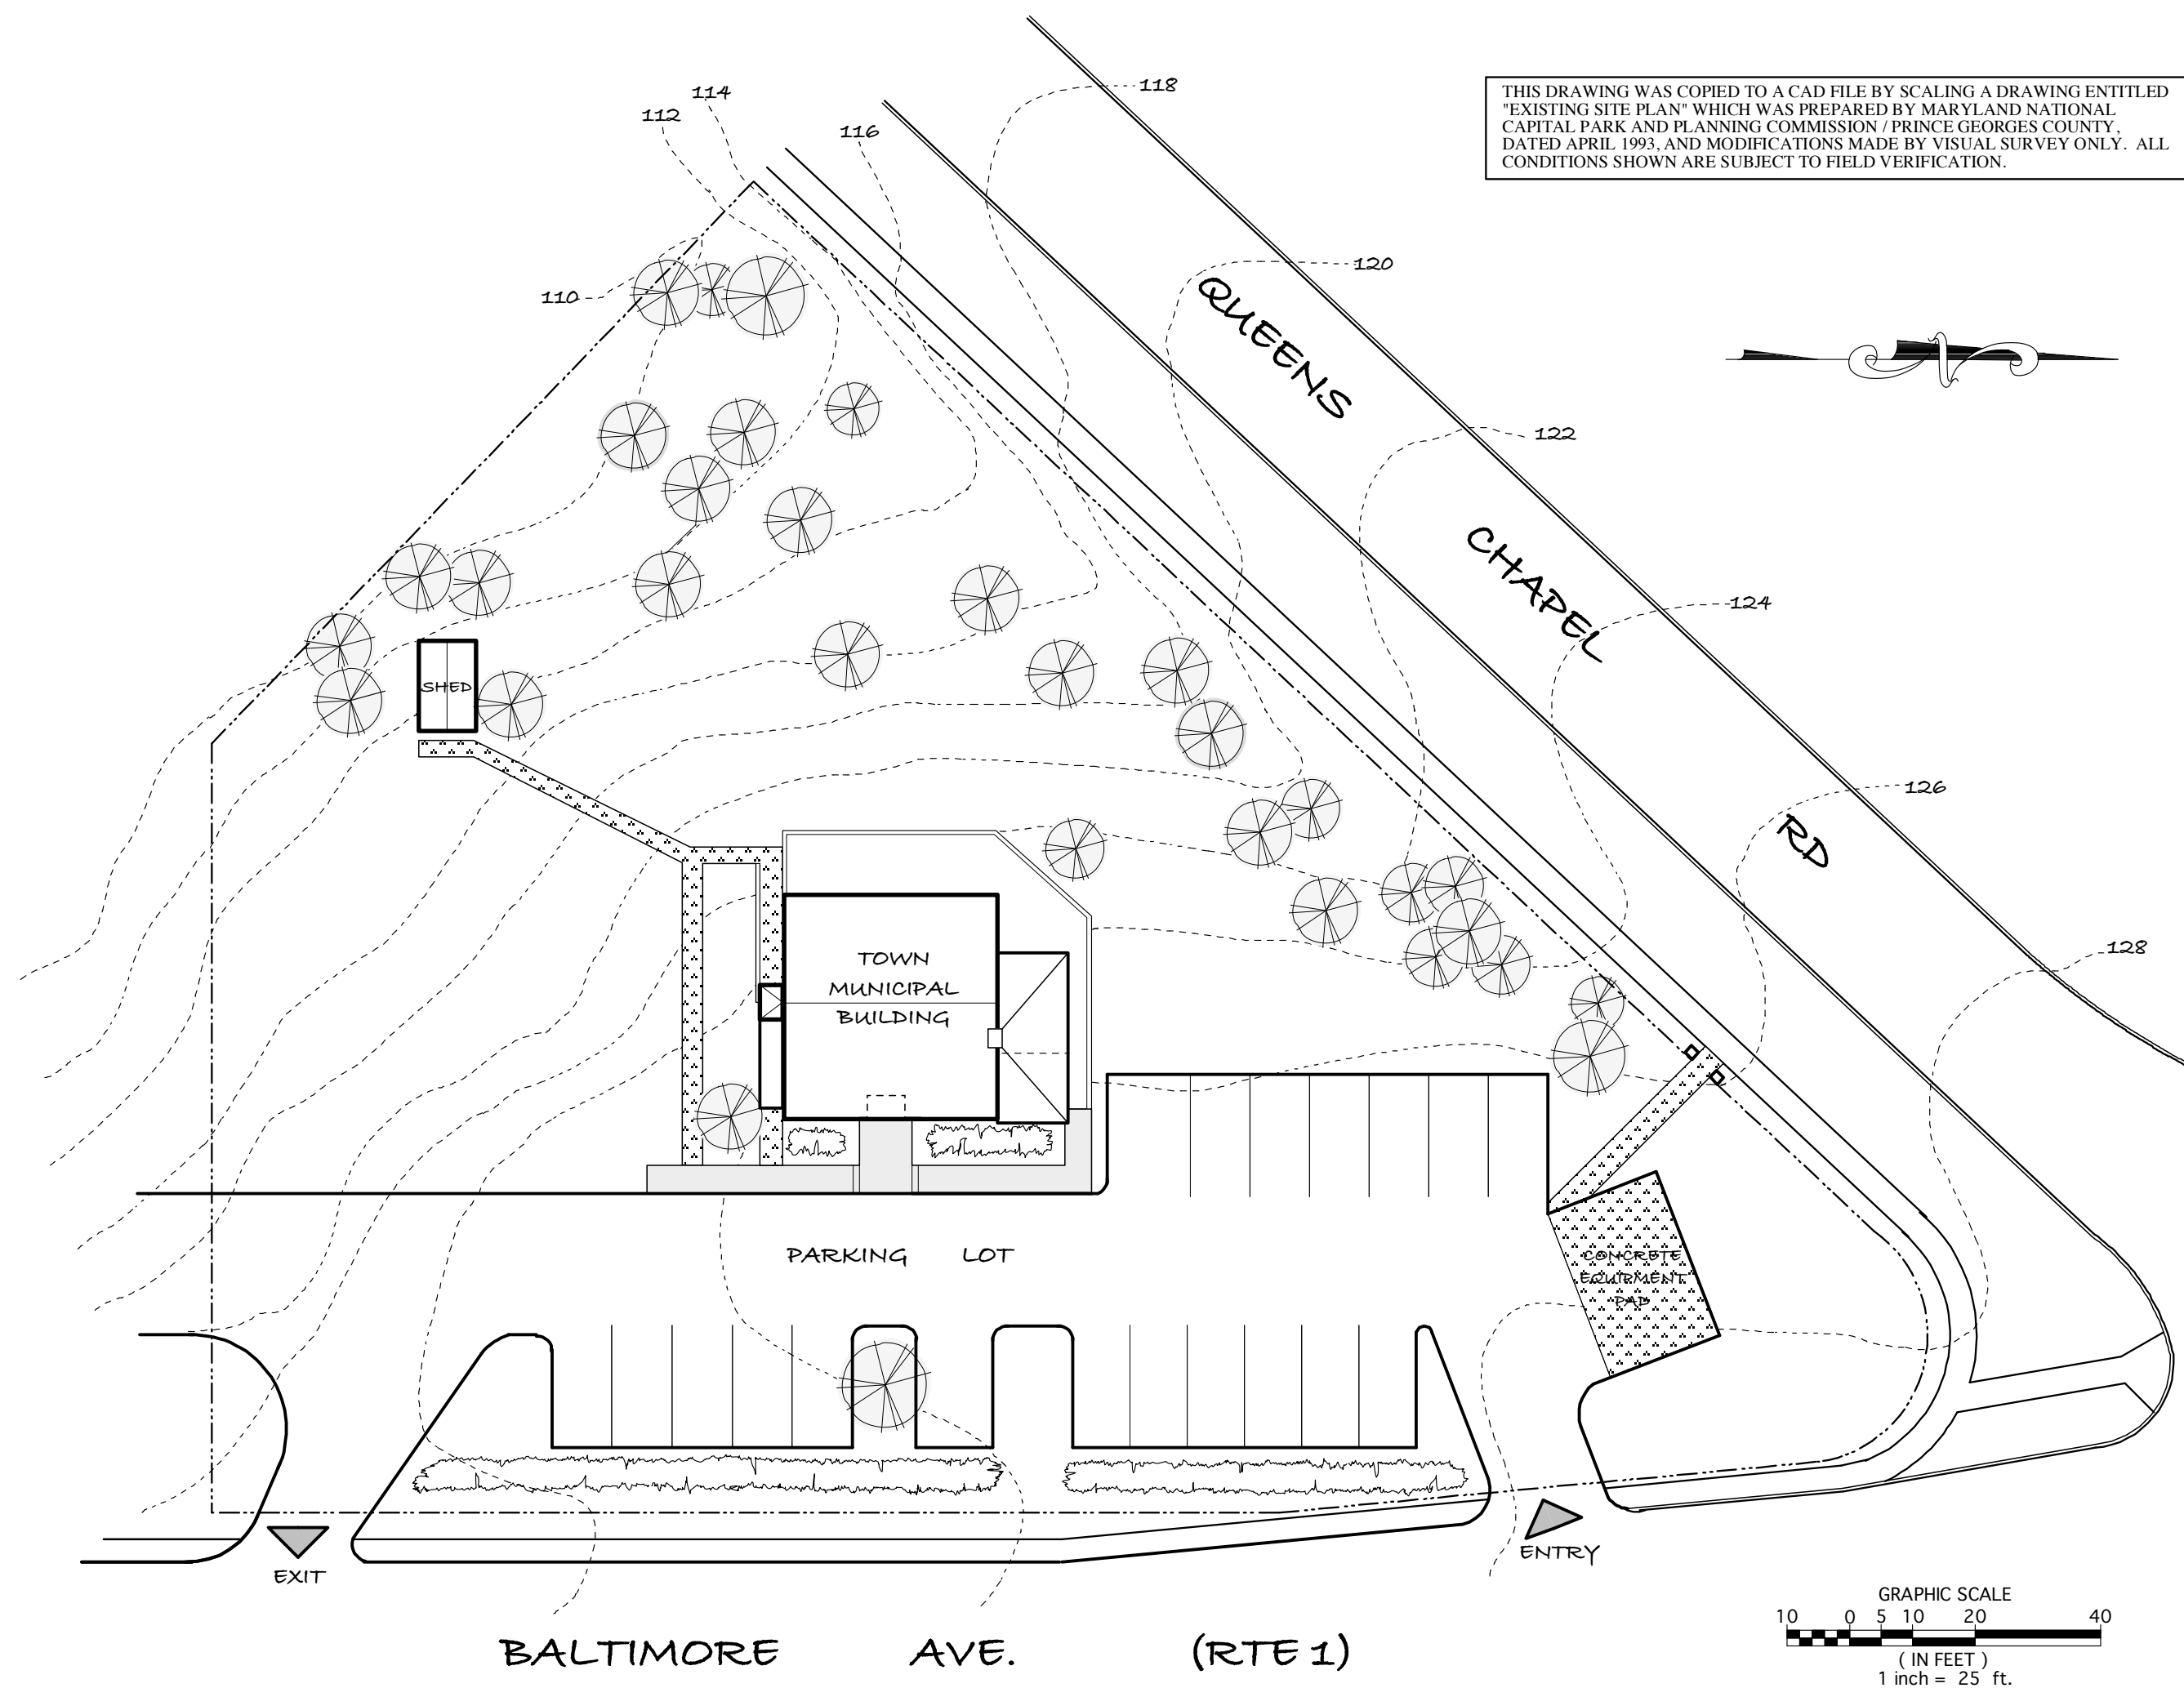 118
114
112
116
THIS DRAWING WAS COPIED TO A CAD FILE BY SCALING A DRAWING ENTITLED
"EXISTING SITE PLAN" WHICH WAS PREPARED BY MARYLAND NATIONAL
CAPITAL PARK AND PLANNING COMMISSION / PRINCE GEORGES COUNTY,
DATED APRIL 1993, AND MODIFICATIONS MADE BY VISUAL SURVEY ONLY. ALL
CONDITIONS SHOWN ARE SUBJECT TO FIELD VERIFICATION.
120
110
N
122
QUEENS
CHAPEL
RD
124
126
128
SHED
TOWN
MUNICIPAL
BUILDING
PARKING LOT
CONCRETE
EQUIPMENT
PAD
EXIT
ENTRY
BALTIMORE AVE. (RTE 1)
GRAPHIC SCALE
10 0 5 10 20 40
( IN FEET )
1 inch = 25 ft.